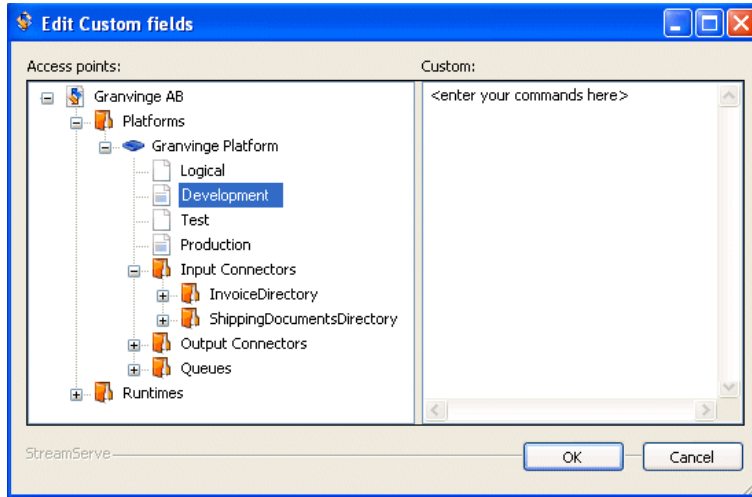 Edit Custom fields
Access points:
Custom:
Granvinge AB
<enter your commands here>
Platforms
Granvinge Platform
Logical
Development
Test
Production
Input Connectors
InvoiceDirectory
ShippingDocumentsDirectory
Output Connectors
Queues
Runtimes
StreamServe
OK
Cancel